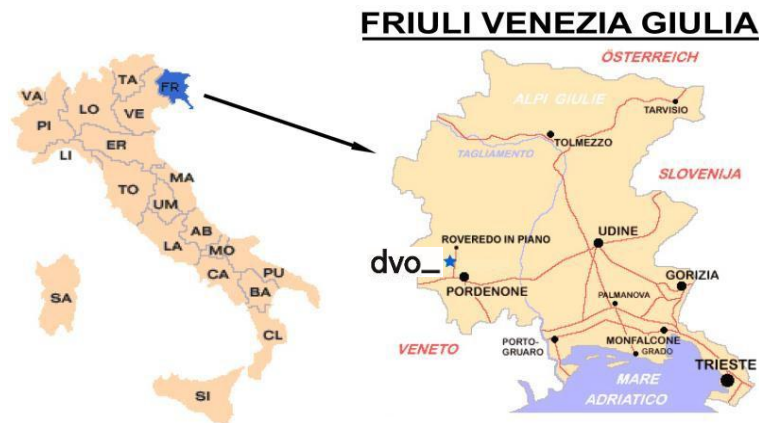 FRIULI VENEZIA GIULIA
TA
FR
VA
LO
VE
PI
ER
LI
TO
MA
UM
AB
LA
MO
CA
PU
BA
SA
CL
SI
ÖSTERREICH
ALPI GIULIE
TARVISIO
TAGLIAMENTO
TOLMEZZO
SLOVENIJA
ROVEREDO IN PIANO
UDINE
dvo_
PORDENONE
GORIZIA
PALMANOVA
VENETO
PORTO-
GRUARO
MONFALCONE
GRADO
TRIESTE
MARE
ADRIATICO